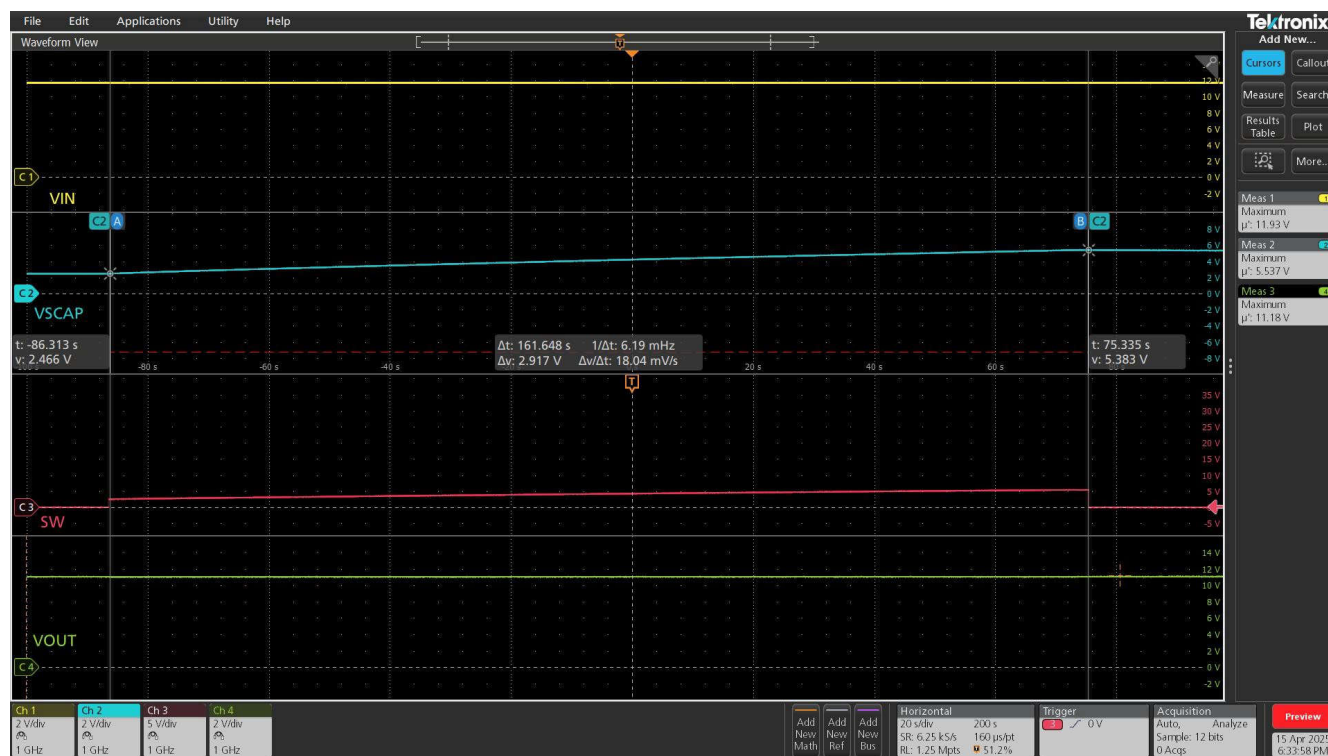 File Edit Applications Utility Help
Tektronix
Waveform View
Add New...
Cursors Callout
Measure Search
Results Table Plot
More...
12 V
10 V
8 V
6 V
4 V
2 V
0 V
-2 V
C1
VIN
C2 A
B C2
8 V
6 V
4 V
2 V
0 V
-2 V
-4 V
-6 V
-8 V
C2
VSCAP
t: -86.313 s
v: 2.466 V
Δt: 161.648 s 1/Δt: 6.19 mHz
Δv: 2.917 V Δv/Δt: 18.04 mV/s
t: 75.335 s
v: 5.383 V
-80 s -60 s -40 s 20 s 40 s 60 s
T
35 V
30 V
25 V
20 V
15 V
10 V
5 V
-5 V
C3
SW
14 V
12 V
10 V
8 V
6 V
4 V
2 V
0 V
-2 V
VOUT
C4
Meas 1 1
Maximum
µ': 11.93 V
Meas 2 2
Maximum
µ': 5.537 V
Meas 3 4
Maximum
µ': 11.18 V
Ch 1
2 V/div
1 GHz
Ch 2
2 V/div
1 GHz
Ch 3
5 V/div
1 GHz
Ch 4
2 V/div
1 GHz
Add New Math
Add New Ref
Add New Bus
Horizontal
20 s/div 200 s
SR: 6.25 kS/s 160 µs/pt
RL: 1.25 Mpts 51.2%
Trigger
3 0 V
Acquisition
Auto, Analyze
Sample: 12 bits
0 Acqs
Preview
15 Apr 2025
6:33:58 PM